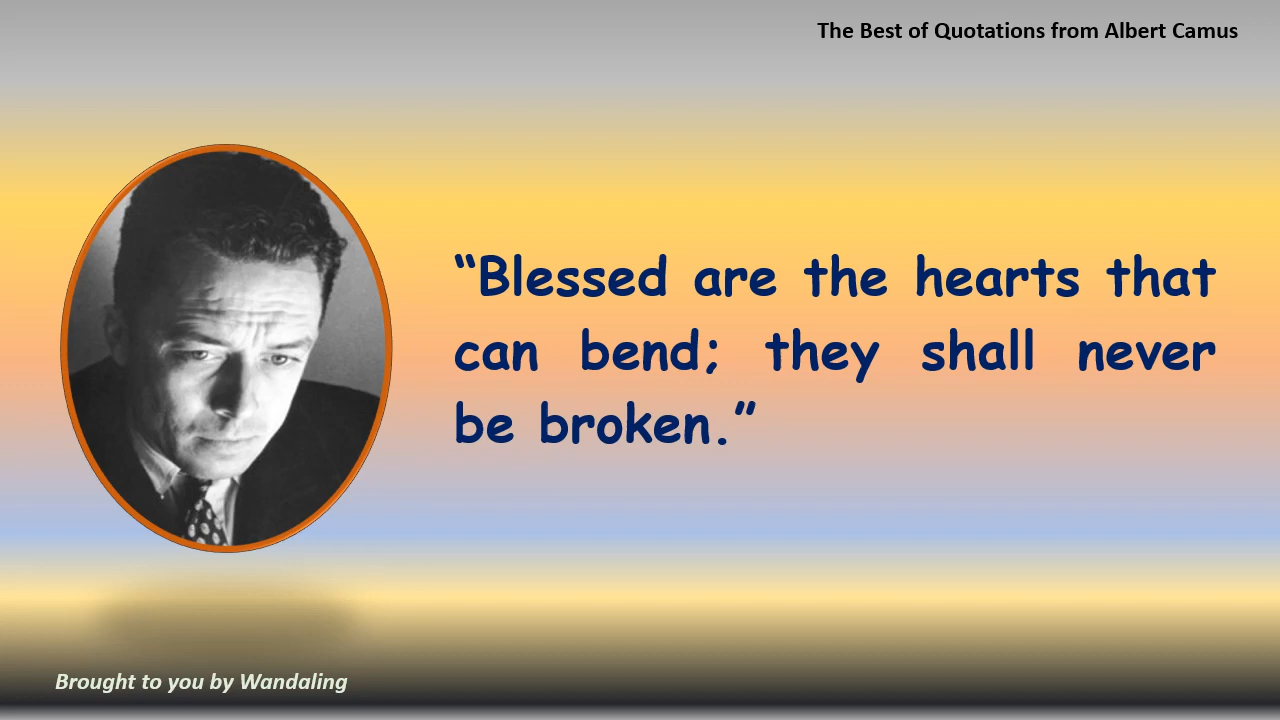 The Best of Quotations from Albert Camus
“Blessed are the hearts that
can bend; they shall never
be broken.”
Brought to you by Wandaling